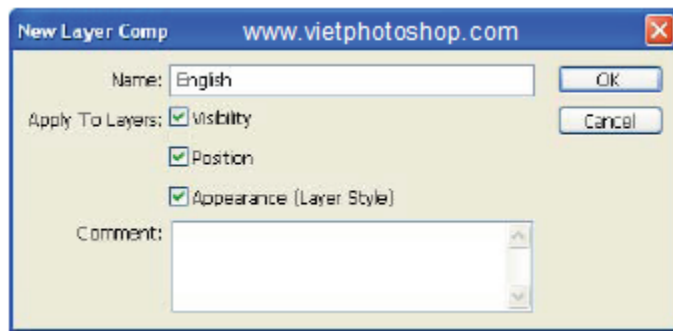 New Layer Comp www.vietphotoshop.com
Name: English OK
Apply To Layers: Visibility Cancel
Position
Appearance (Layer Style)
Comment: